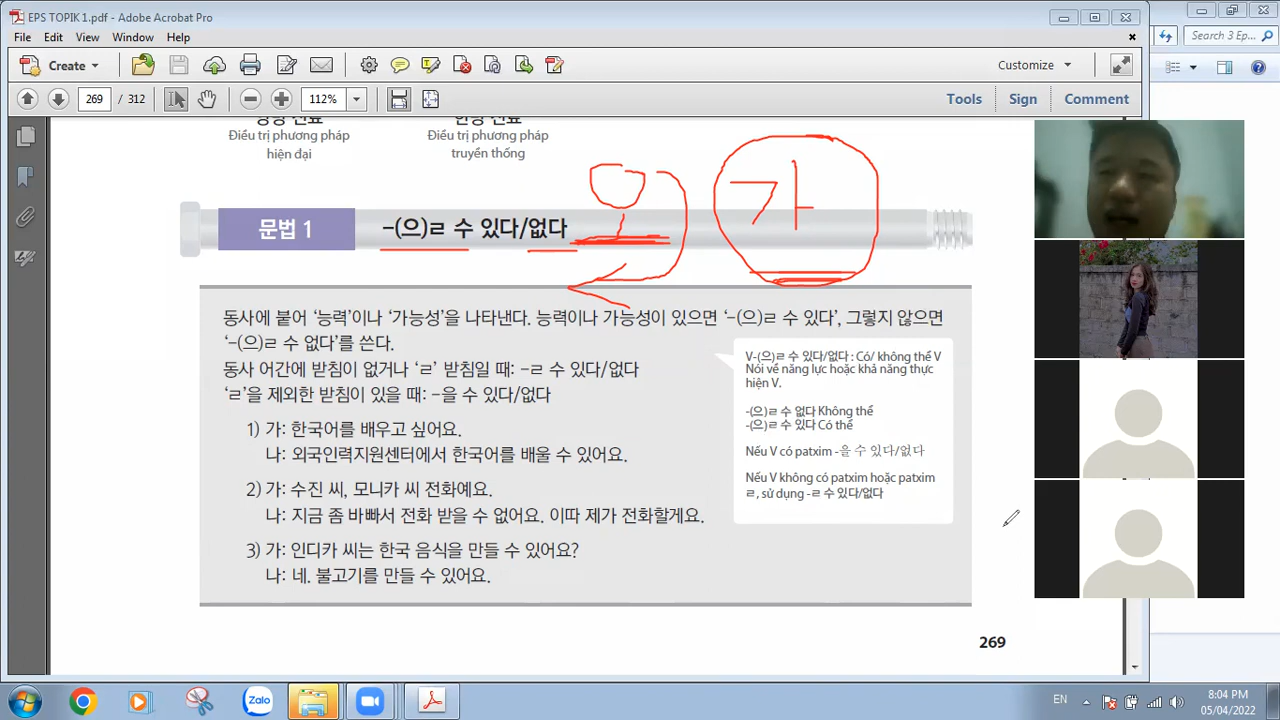 EPS TOPIK 1.pdf - Adobe Acrobat Pro
File Edit View Window Help
Search 3 Ep...
Create
Customize
269 / 312
112%
Tools Sign Comment
Điều trị phương pháp
hiện đại
Điều trị phương pháp
truyền thống
가
문법 1
-(으)ㄹ 수 있다/없다
동사에 붙어 ‘능력’이나 ‘가능성’을 나타낸다. 능력이나 가능성이 있으면 ‘-(으)ㄹ 수 있다’, 그렇지 않으면
‘-(으)ㄹ 수 없다’를 쓴다.
동사 어간에 받침이 없거나 ‘ㄹ’ 받침일 때: -ㄹ 수 있다/없다
‘ㄹ’을 제외한 받침이 있을 때: -을 수 있다/없다
1) 가: 한국어를 배우고 싶어요.
나: 외국인력지원센터에서 한국어를 배울 수 있어요.
2) 가: 수진 씨, 모니카 씨 전화예요.
나: 지금 좀 바빠서 전화 받을 수 없어요. 이따 제가 전화할게요.
3) 가: 인디카 씨는 한국 음식을 만들 수 있어요?
나: 네. 불고기를 만들 수 있어요.
V-(으)ㄹ 수 있다/없다 : Có/ không thể V
Nói về năng lực hoặc khả năng thực
hiện V.
-(으)ㄹ 수 없다 Không thể
-(으)ㄹ 수 있다 Có thể
Nếu V có patxim -을 수 있다/없다
Nếu V không có patxim hoặc patxim
ㄹ, sử dụng -ㄹ 수 있다/없다
269
Zalo
EN
8:04 PM
05/04/2022